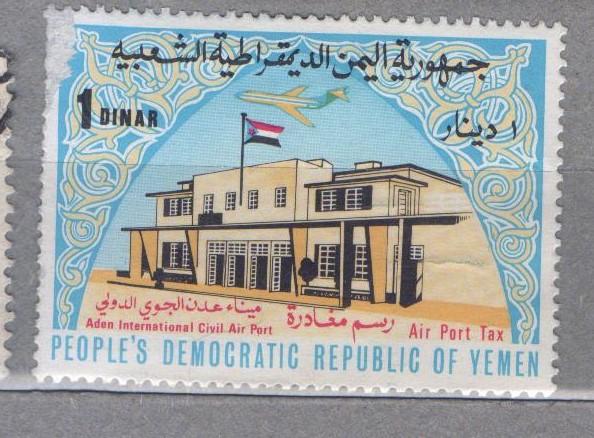 جمهورية اليمن الديمقراطية الشعبية
1 DINAR
١ دينار
ميناء عدن الجوي الدولي
Aden International Civil Air Port
رسم مغادرة
Air Port Tax
PEOPLE'S DEMOCRATIC REPUBLIC OF YEMEN